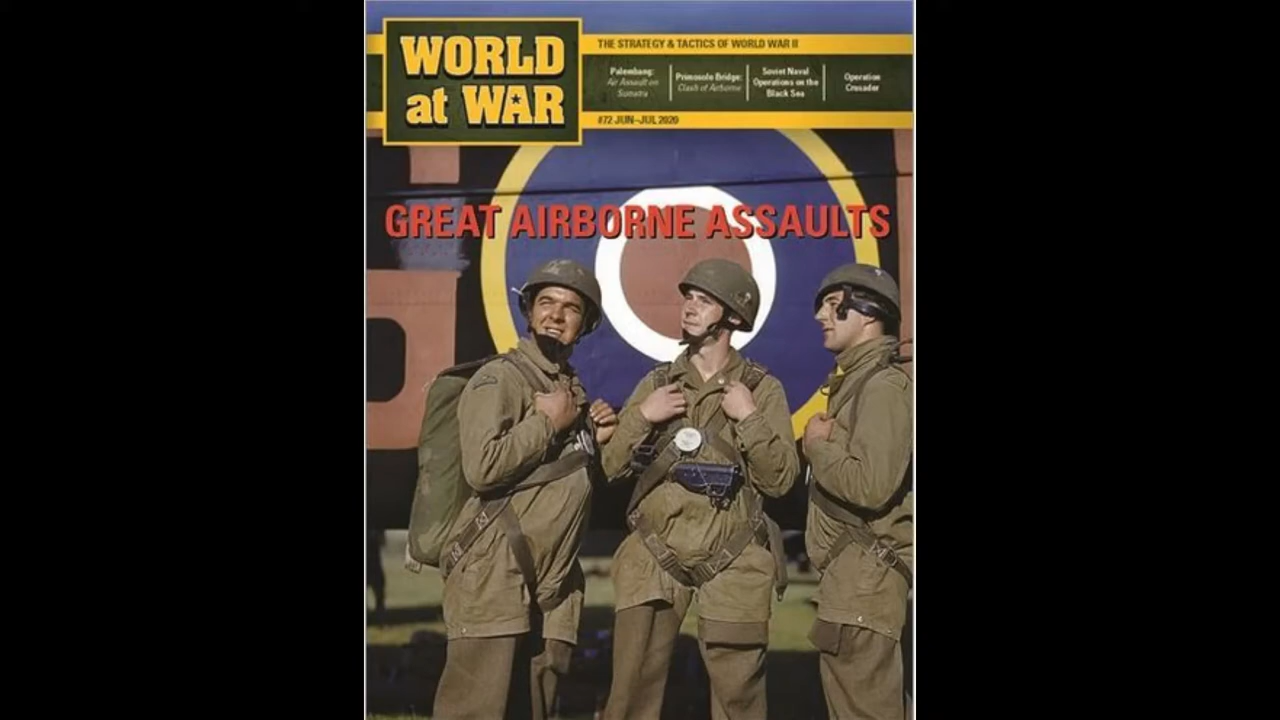 WORLD
at WAR
THE STRATEGY & TACTICS OF WORLD WAR II
Palembang:
Air Assault on
Sumatra
Primosole Bridge:
Clash of Airborne
Soviet Naval
Operations on the
Black Sea
Operation
Crusader
#72 JUN–JUL 2020
GREAT AIRBORNE ASSAULTS